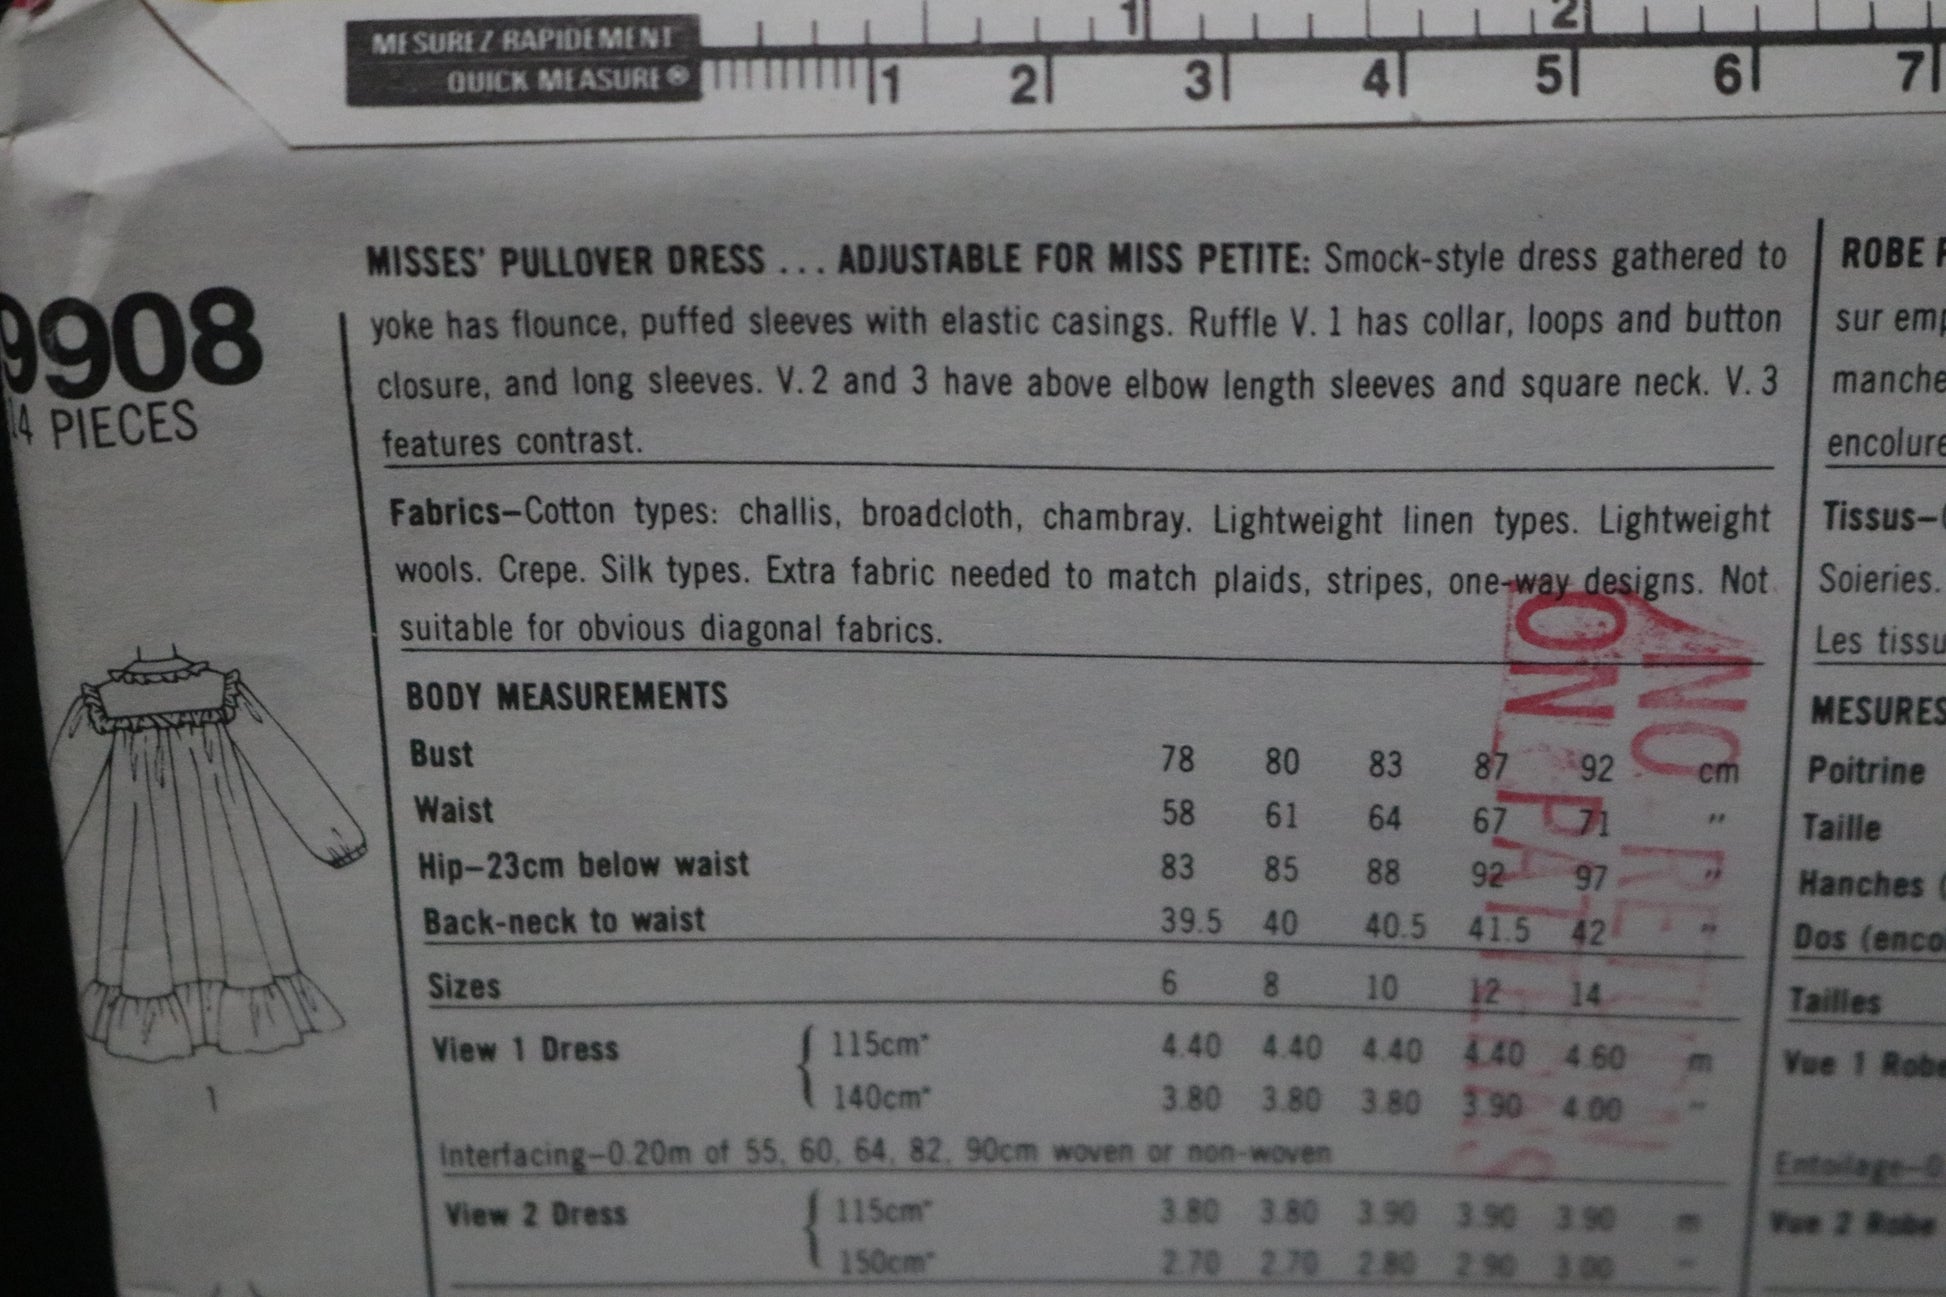 MESUREZ RAPIDEMENT
QUICK MEASURE®
1 2
1 2 3 4 5 6 7
9908
14 PIECES
MISSES' PULLOVER DRESS ... ADJUSTABLE FOR MISS PETITE: Smock-style dress gathered to
yoke has flounce, puffed sleeves with elastic casings. Ruffle V. 1 has collar, loops and button
closure, and long sleeves. V. 2 and 3 have above elbow length sleeves and square neck. V. 3
features contrast.
Fabrics—Cotton types: challis, broadcloth, chambray. Lightweight linen types. Lightweight
wools. Crepe. Silk types. Extra fabric needed to match plaids, stripes, one-way designs. Not
suitable for obvious diagonal fabrics.
BODY MEASUREMENTS
Bust 78 80 83 87 92 cm
Waist 58 61 64 67 71 "
Hip—23cm below waist 83 85 88 92 97 "
Back-neck to waist 39.5 40 40.5 41.5 42 "
Sizes 6 8 10 12 14
View 1 Dress { 115cm* 4.40 4.40 4.40 4.40 4.60 m
140cm* 3.80 3.80 3.80 3.90 4.00 "
Interfacing—0.20m of 55, 60, 64, 82, 90cm woven or non-woven
View 2 Dress { 115cm* 3.80 3.80 3.90 3.90 3.90 m
150cm* 2.70 2.70 2.80 2.90 3.00 "
1
NO
ON
ROBE
sur
encolure
Tissus—
Soieries.
Les
MESURES
Poitrine
Taille
Hanches (
Dos
Tailles
Vue 1 Robe
Entoilage—0
Vue 2 Robe